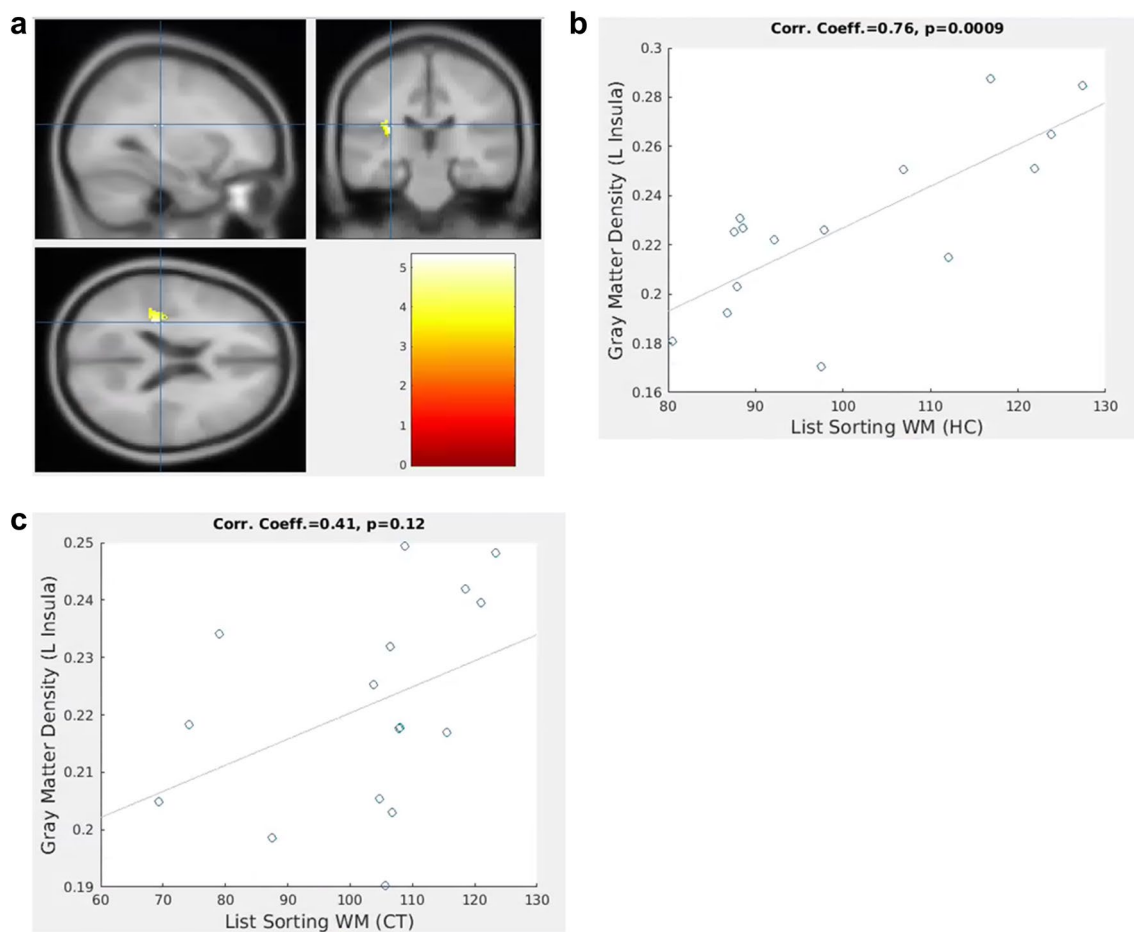 a
5
4
3
2
1
0
b
Corr. Coeff.=0.76, p=0.0009
Gray Matter Density (L Insula)
0.3
0.28
0.26
0.24
0.22
0.2
0.18
0.16
80 90 100 110 120 130
List Sorting WM (HC)
c
Corr. Coeff.=0.41, p=0.12
Gray Matter Density (L Insula)
0.25
0.24
0.23
0.22
0.21
0.2
0.19
60 70 80 90 100 110 120 130
List Sorting WM (CT)